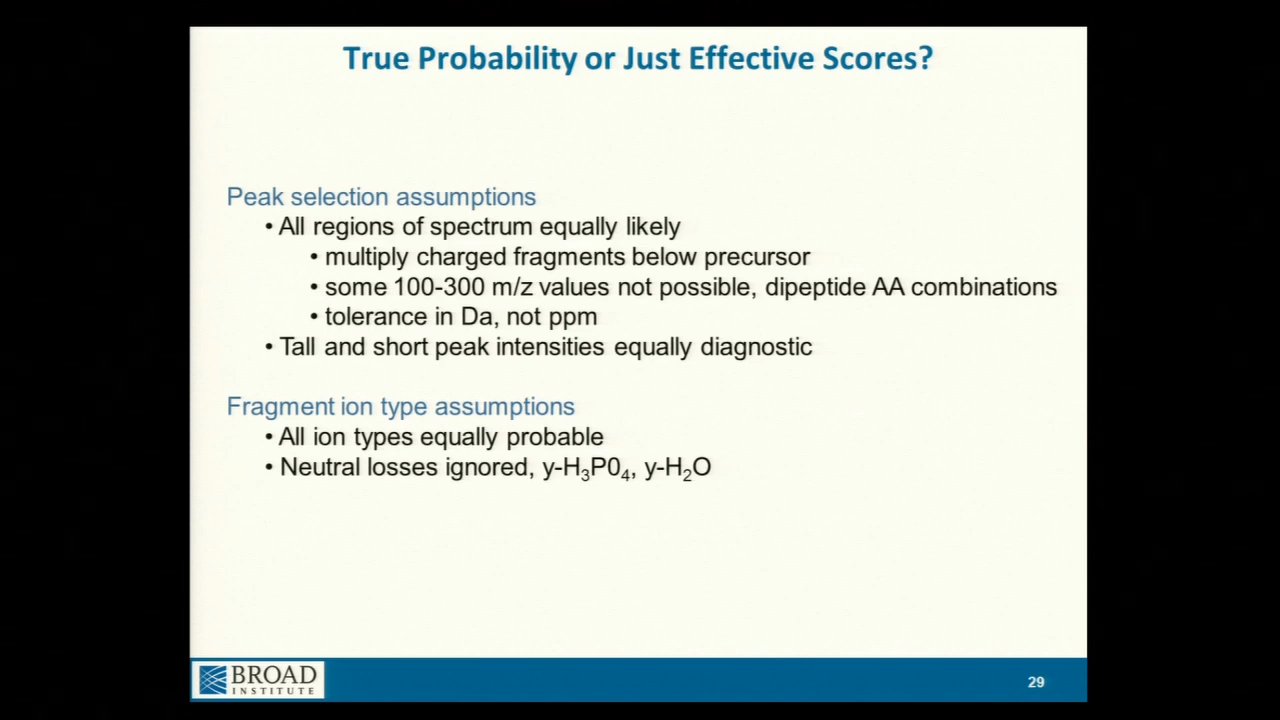 True Probability or Just Effective Scores?
Peak selection assumptions
• All regions of spectrum equally likely
• multiply charged fragments below precursor
• some 100-300 m/z values not possible, dipeptide AA combinations
• tolerance in Da, not ppm
• Tall and short peak intensities equally diagnostic
Fragment ion type assumptions
• All ion types equally probable
• Neutral losses ignored, y-H₃P0₄, y-H₂O
BROAD
INSTITUTE
29